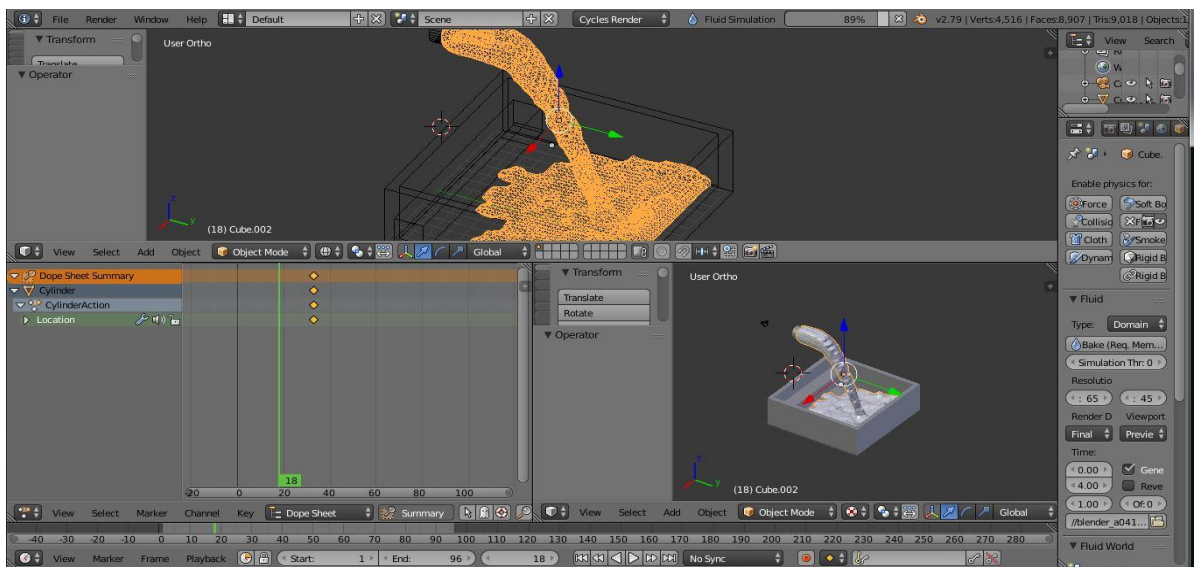 File Render Window Help Default Scene Cycles Render Fluid Simulation 89% v2.79 | Verts:4,516 | Faces:8,907 | Tris:9,018 | Objects:1
Transform
Translate
Operator
User Ortho
z
y
(18) Cube.002
View Select Add Object Object Mode Global
View Search
Cube.
Enable physics for:
Force Soft Bo
Collisio F
Cloth Smoke
Dynam Rigid B
Rigid B
Fluid
Type: Domain
Bake (Req. Mem...
Simulation Thr: 0
Resolutio
: 65 : 45
Render D Viewport
Final Previe
Time:
0.00 Gene
4.00 Reve
1.00 Of: 0
//blender_a041...
Fluid World
Dope Sheet Summary
Cylinder
CylinderAction
Location
18
-20 0 20 40 60 80 100
View Select Marker Channel Key Dope Sheet Summary
Transform
Translate
Rotate
Operator
User Ortho
z
y
(18) Cube.002
View Select Add Object Object Mode Global
-40 -30 -20 -10 0 10 20 30 40 50 60 70 80 90 100 110 120 130 140 150 160 170 180 190 200 210 220 230 240 250 260 270 280
View Marker Frame Playback Start: 1 End: 96 18 No Sync